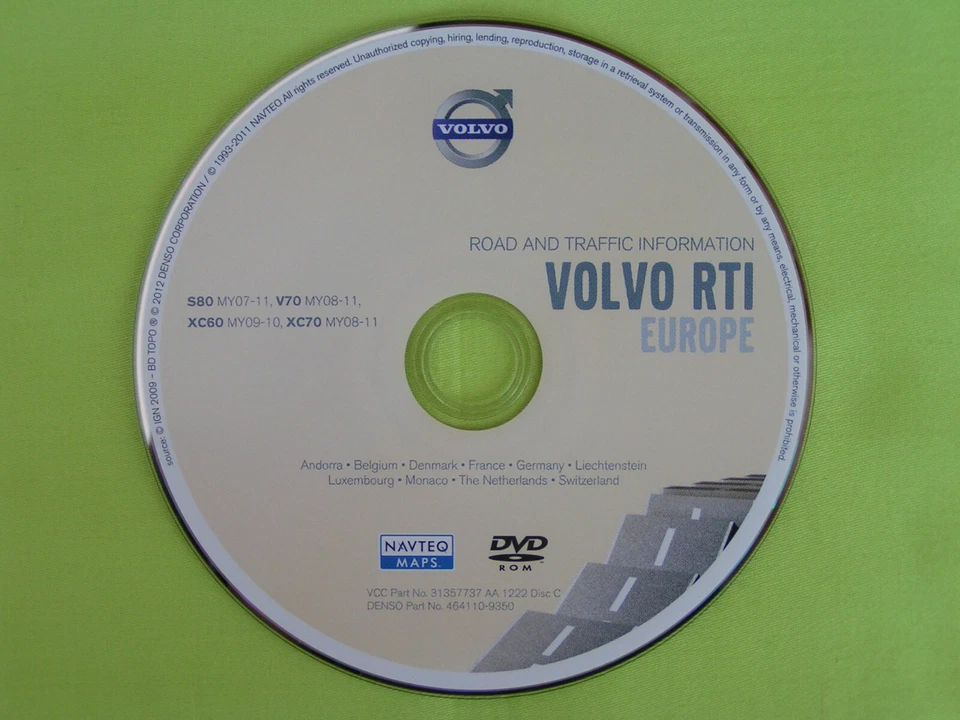 source: © IGN 2009 – BD TOPO ® © 2012 DENSO CORPORATION / © 1993-2011 NAVTEQ All rights reserved. Unauthorized copying, hiring, lending, reproduction, storage in a retrieval system or transmission in any form or by any means, electrical, mechanical or otherwise is prohibited.
VOLVO
ROAD AND TRAFFIC INFORMATION
VOLVO RTI
EUROPE
S80 MY07-11, V70 MY08-11,
XC60 MY09-10, XC70 MY08-11
Andorra • Belgium • Denmark • France • Germany • Liechtenstein
Luxembourg • Monaco • The Netherlands • Switzerland
NAVTEQ
MAPS
DVD
ROM
VCC Part No. 31357737 AA 1222 Disc C
DENSO Part No. 464110-9350